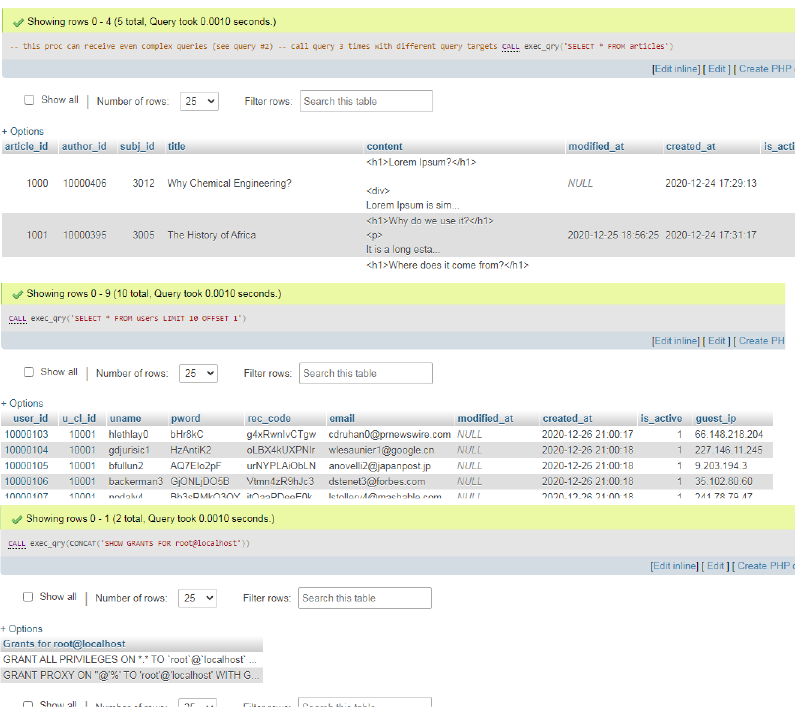 Showing rows 0 - 4 (5 total, Query took 0.0010 seconds.)
-- this proc can receive even complex queries (see query #2) -- call query 3 times with different query targets CALL exec_qry('SELECT * FROM articles')
[Edit inline] [ Edit ] [ Create PHP
Show all Number of rows: 25 Filter rows: Search this table
+ Options
article_id author_id subj_id title content modified_at created_at is_acti
<h1>Lorem Ipsum?</h1>
1000 10000406 3012 Why Chemical Engineering? NULL 2020-12-24 17:29:13
<div>
Lorem Ipsum is sim...
<h1>Why do we use it?</h1>
1001 10000395 3005 The History of Africa <p> 2020-12-25 18:56:25 2020-12-24 17:31:17
It is a long esta...
<h1>Where does it come from?</h1>
Showing rows 0 - 9 (10 total, Query took 0.0010 seconds.)
CALL exec_qry('SELECT * FROM users LIMIT 10 OFFSET 1')
[Edit inline] [ Edit ] [ Create PH
Show all Number of rows: 25 Filter rows: Search this table
+ Options
user_id u_cl_id uname pword rec_code email modified_at created_at is_active guest_ip
10000103 10001 hlethlay0 bHr8kC g4xRwnIvCTgw cdruhan0@prnewswire.com NULL 2020-12-26 21:00:17 1 66.148.218.204
10000104 10001 gdjurisic1 HzAntiK2 oLBX4kUXPNIr wlesaunier1@google.cn NULL 2020-12-26 21:00:18 1 227.146.11.245
10000105 10001 bfullun2 AQ7Elo2pF urNYPLAiObLN anovelli2@japanpost.jp NULL 2020-12-26 21:00:18 1 9.203.194.3
10000106 10001 backerman3 GjONLjDO5B Vtmn4zR9hJc3 dstenet3@forbes.com NULL 2020-12-26 21:00:18 1 35.102.80.60
10000107 10001 NULL 2020-12-26 21:00:18 1 241.78.79.47
Showing rows 0 - 1 (2 total, Query took 0.0010 seconds.)
CALL exec_qry(CONCAT('SHOW GRANTS FOR root@localhost'))
[Edit inline] [ Edit ] [ Create PHP
Show all Number of rows: 25 Filter rows: Search this table
+ Options
Grants for root@localhost
GRANT ALL PRIVILEGES ON *.* TO `root`@`localhost` ...
GRANT PROXY ON ''@'%' TO 'root'@'localhost' WITH G...
Show all Number of rows: 25 Filter rows: Search this table